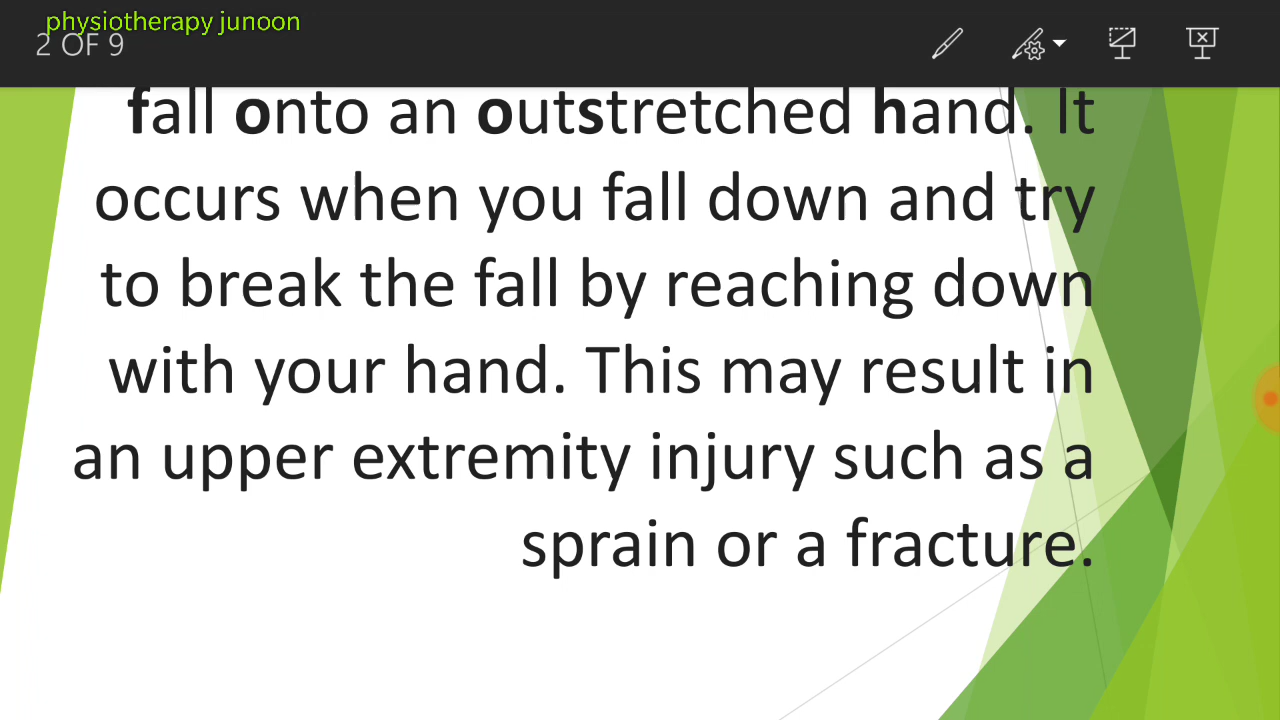 physiotherapy junoon
2 OF 9
fall onto an outstretched hand. It
occurs when you fall down and try
to break the fall by reaching down
with your hand. This may result in
an upper extremity injury such as a
sprain or a fracture.